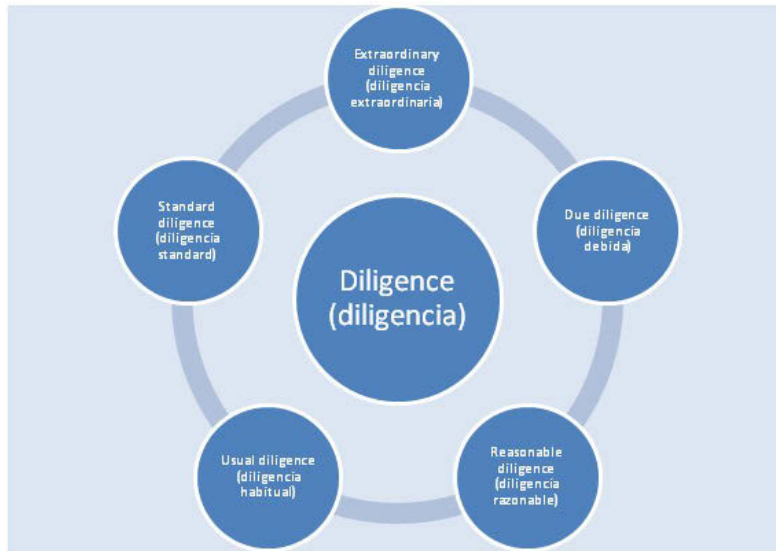 Extraordinary
diligence
(diligencia
extraordinaria)
Standard
diligence
(diligencia
standard)
Due diligence
(diligencia
debida)
Diligence
(diligencia)
Usual diligence
(diligencia
habitual)
Reasonable
diligence
(diligencia
razonable)